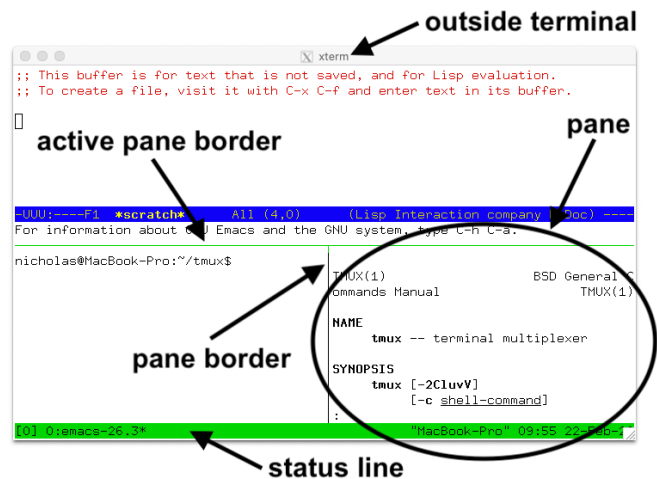 outside terminal
xterm
;; This buffer is for text that is not saved, and for Lisp evaluation.
;; To create a file, visit it with C-x C-f and enter text in its buffer.
active pane border
pane
-UUU:----F1  *scratch*      All (4,0)      (Lisp Interaction company Doc) ----
For information about GNU Emacs and the GNU system, type C-h C-a.
nicholas@MacBook-Pro:~/tmux$
TMUX(1) BSD General C
ommands Manual TMUX(1)
NAME
tmux -- terminal multiplexer
pane border
SYNOPSIS
tmux [-2CluvV]
[-c shell-command]
:
[0] 0:emacs-26.3* "MacBook-Pro" 09:55 22-Feb-2
status line